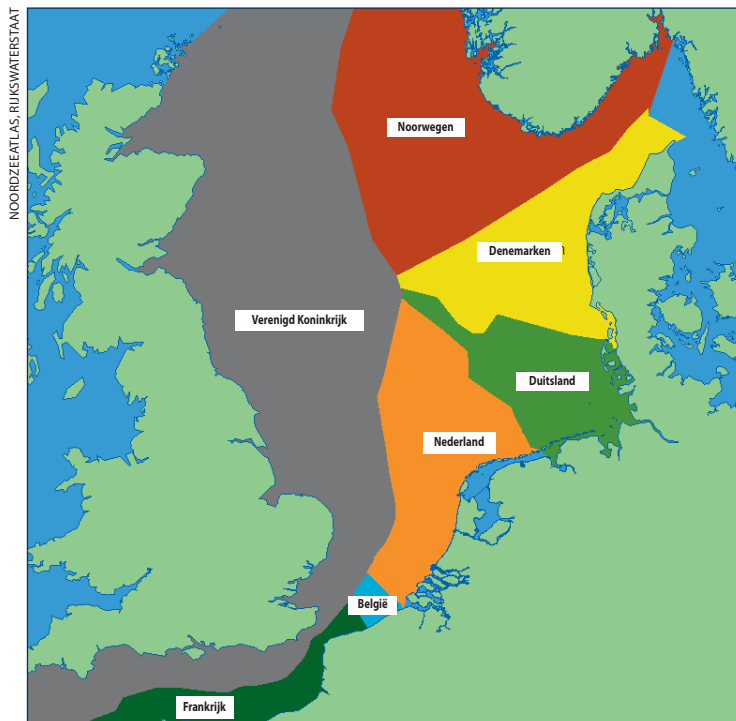 NOORDZEEATLAS, RIJKSWATERSTAAT
Noorwegen
Denemarken
Verenigd Koninkrijk
Duitsland
Nederland
België
Frankrijk